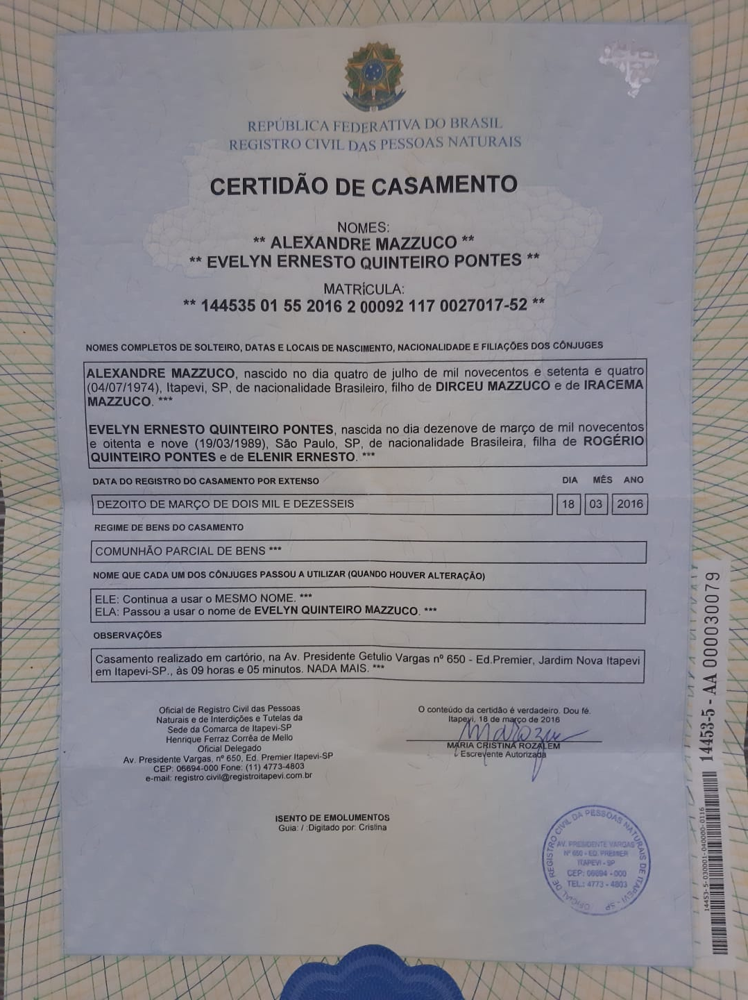 REPÚBLICA FEDERATIVA DO BRASIL
REGISTRO CIVIL DAS PESSOAS NATURAIS
CERTIDÃO DE CASAMENTO
NOMES:
** ALEXANDRE MAZZUCO **
** EVELYN ERNESTO QUINTEIRO PONTES **
MATRÍCULA:
** 144535 01 55 2016 2 00092 117 0027017-52 **
NOMES COMPLETOS DE SOLTEIRO, DATAS E LOCAIS DE NASCIMENTO, NACIONALIDADE E FILIAÇÕES DOS CÔNJUGES
ALEXANDRE MAZZUCO, nascido no dia quatro de julho de mil novecentos e setenta e quatro
(04/07/1974), Itapevi, SP, de nacionalidade Brasileiro, filho de DIRCEU MAZZUCO e de IRACEMA
MAZZUCO. ***
EVELYN ERNESTO QUINTEIRO PONTES, nascida no dia dezenove de março de mil novecentos
e oitenta e nove (19/03/1989), São Paulo, SP, de nacionalidade Brasileira, filha de ROGÉRIO
QUINTEIRO PONTES e de ELENIR ERNESTO. ***
DATA DO REGISTRO DO CASAMENTO POR EXTENSO DIA MÊS ANO
DEZOITO DE MARÇO DE DOIS MIL E DEZESSEIS 18 03 2016
REGIME DE BENS DO CASAMENTO
COMUNHÃO PARCIAL DE BENS ***
NOME QUE CADA UM DOS CÔNJUGES PASSOU A UTILIZAR (QUANDO HOUVER ALTERAÇÃO)
ELE: Continua a usar o MESMO NOME. ***
ELA: Passou a usar o nome de EVELYN QUINTEIRO MAZZUCO. ***
OBSERVAÇÕES
Casamento realizado em cartório, na Av. Presidente Getulio Vargas nº 650 - Ed.Premier, Jardim Nova Itapevi
em Itapevi-SP., às 09 horas e 05 minutos. NADA MAIS. ***
Oficial de Registro Civil das Pessoas
Naturais e de Interdições e Tutelas da
Sede da Comarca de Itapevi-SP
Henrique Ferraz Corrêa de Mello
Oficial Delegado
Av. Presidente Vargas, nº 650, Ed. Premier Itapevi-SP
CEP: 06694-000 Fone: (11) 4773-4803
e-mail: registro.civil@registroitapevi.com.br
O conteúdo da certidão é verdadeiro. Dou fé.
Itapevi, 18 de março de 2016
MARIA CRISTINA ROZALEM
Escrevente Autorizada
ISENTO DE EMOLUMENTOS
Guia: / :Digitado por: Cristina
OFICIAL DE REGISTRO CIVIL DA PESSOAS NATURAIS DE ITAPEVI - SP
AV. PRESIDENTE VARGAS
Nº 650 - ED. PREMIER
ITAPEVI - SP
CEP: 06694 - 000
TEL.: 4773 - 4803
14453-5 - AA 000030079
14453-5-030001-040000-0116